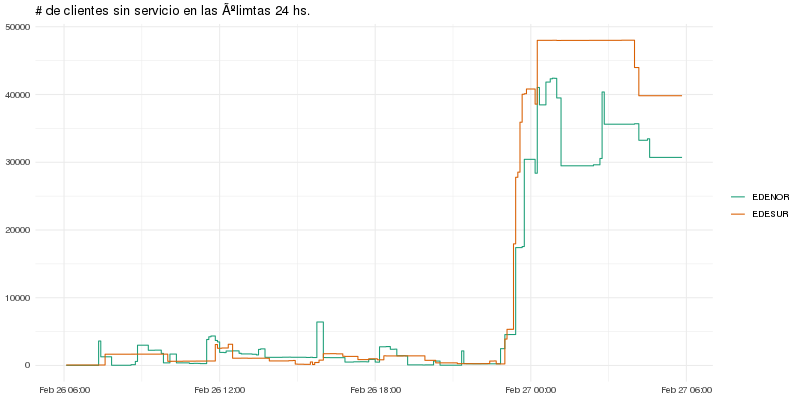 # de clientes sin servicio en las Ãºlimtas 24 hs.
50000
40000
30000
20000
10000
0
Feb 26 06:00
Feb 26 12:00
Feb 26 18:00
Feb 27 00:00
Feb 27 06:00
EDENOR
EDESUR